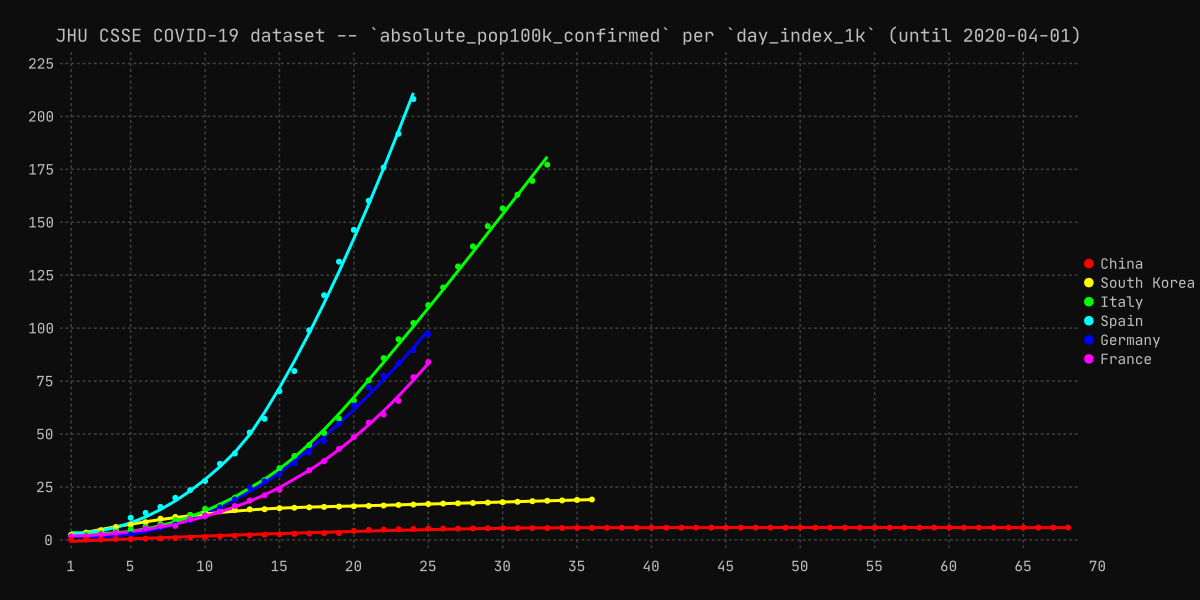 JHU CSSE COVID-19 dataset -- `absolute_pop100k_confirmed` per `day_index_1k` (until 2020-04-01)
225
200
175
150
125
100
75
50
25
0
1 5 10 15 20 25 30 35 40 45 50 55 60 65 70
China
South Korea
Italy
Spain
Germany
France